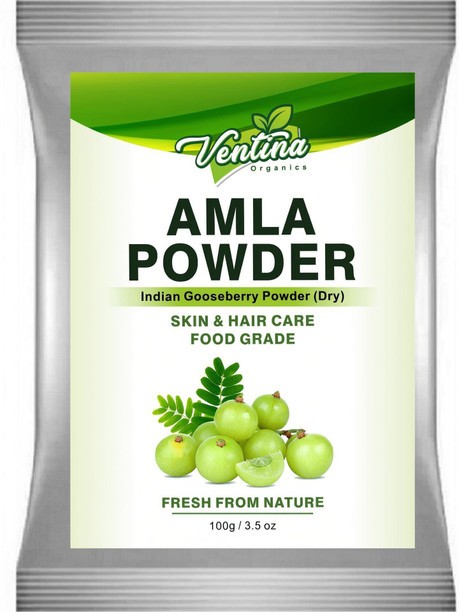 Ventina
Organics
AMLA
POWDER
Indian Gooseberry Powder (Dry)
SKIN & HAIR CARE
FOOD GRADE
FRESH FROM NATURE
100g / 3.5 oz